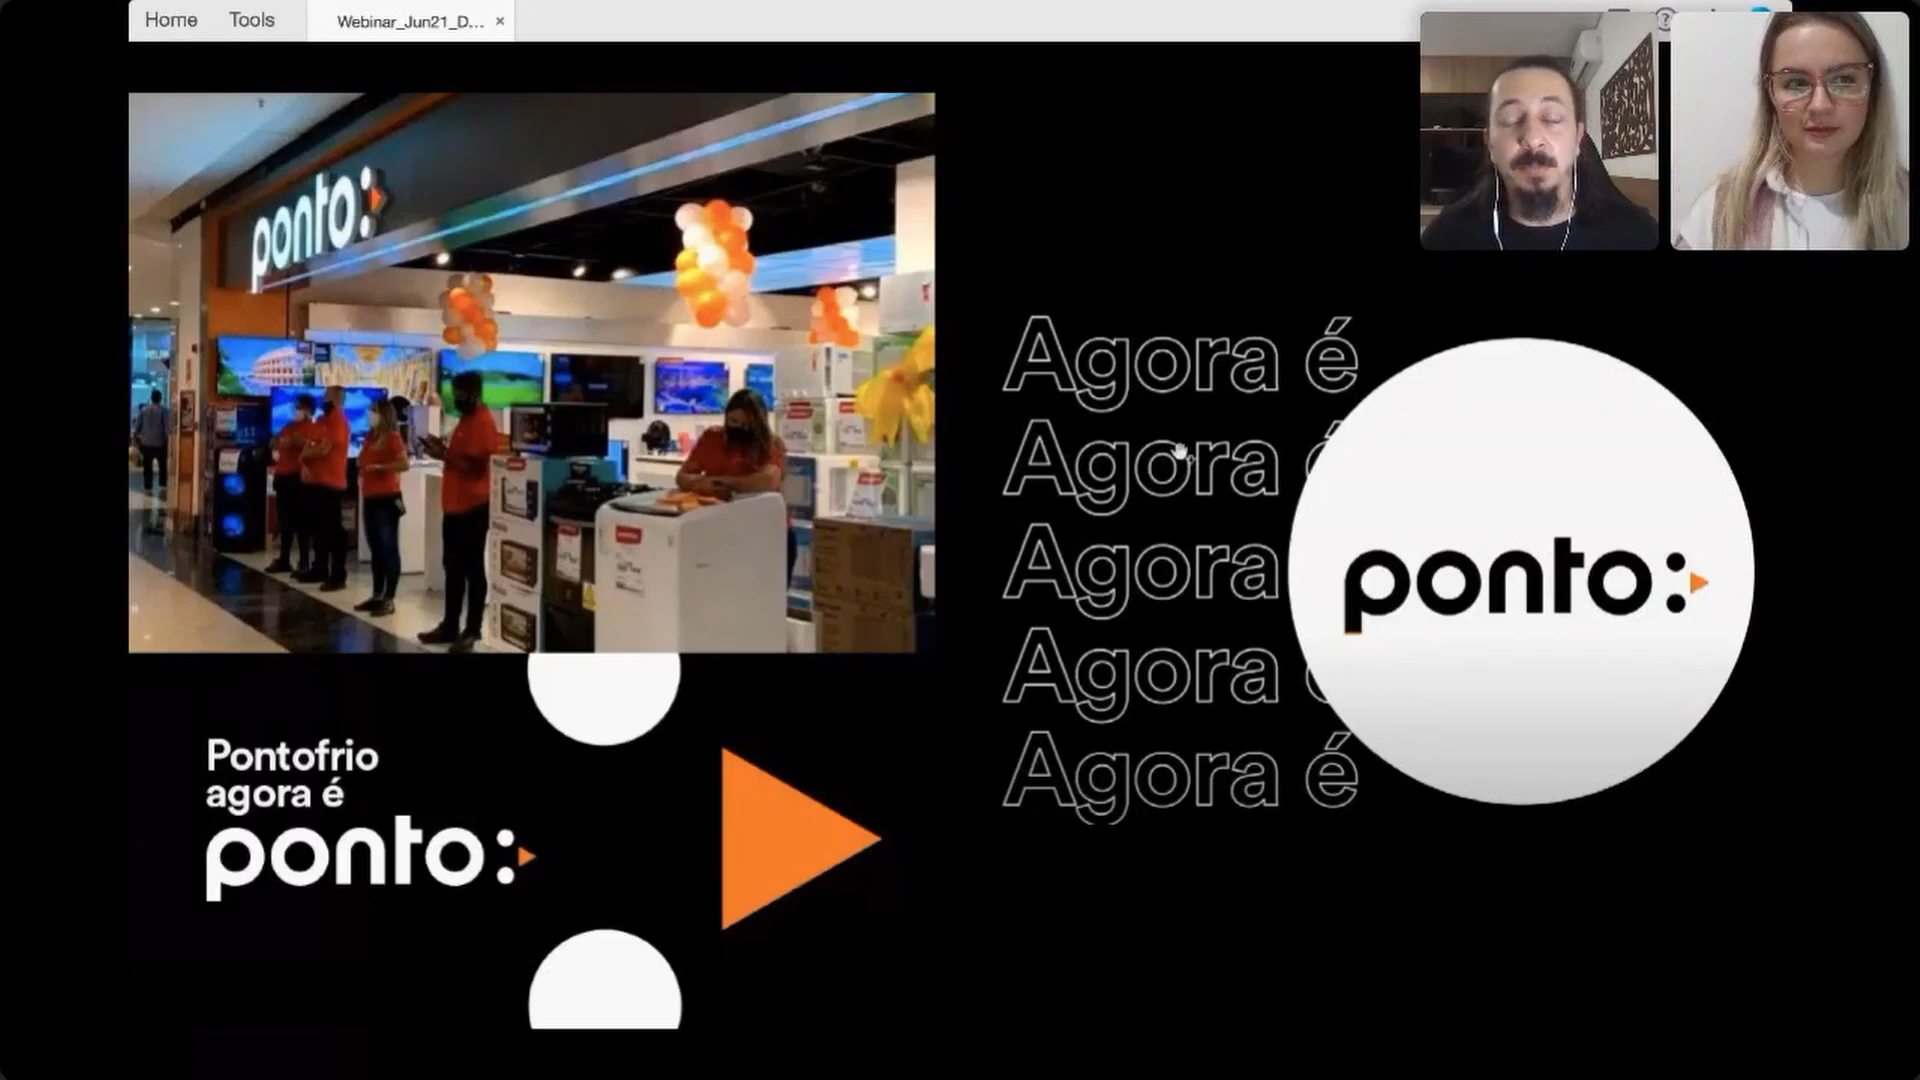 Home
Tools
Webinar_Jun21_D... ×
?
ponto:
Agora é
Agora é
Agora
Agora
Agora é
ponto:
Pontofrio
agora é
ponto: